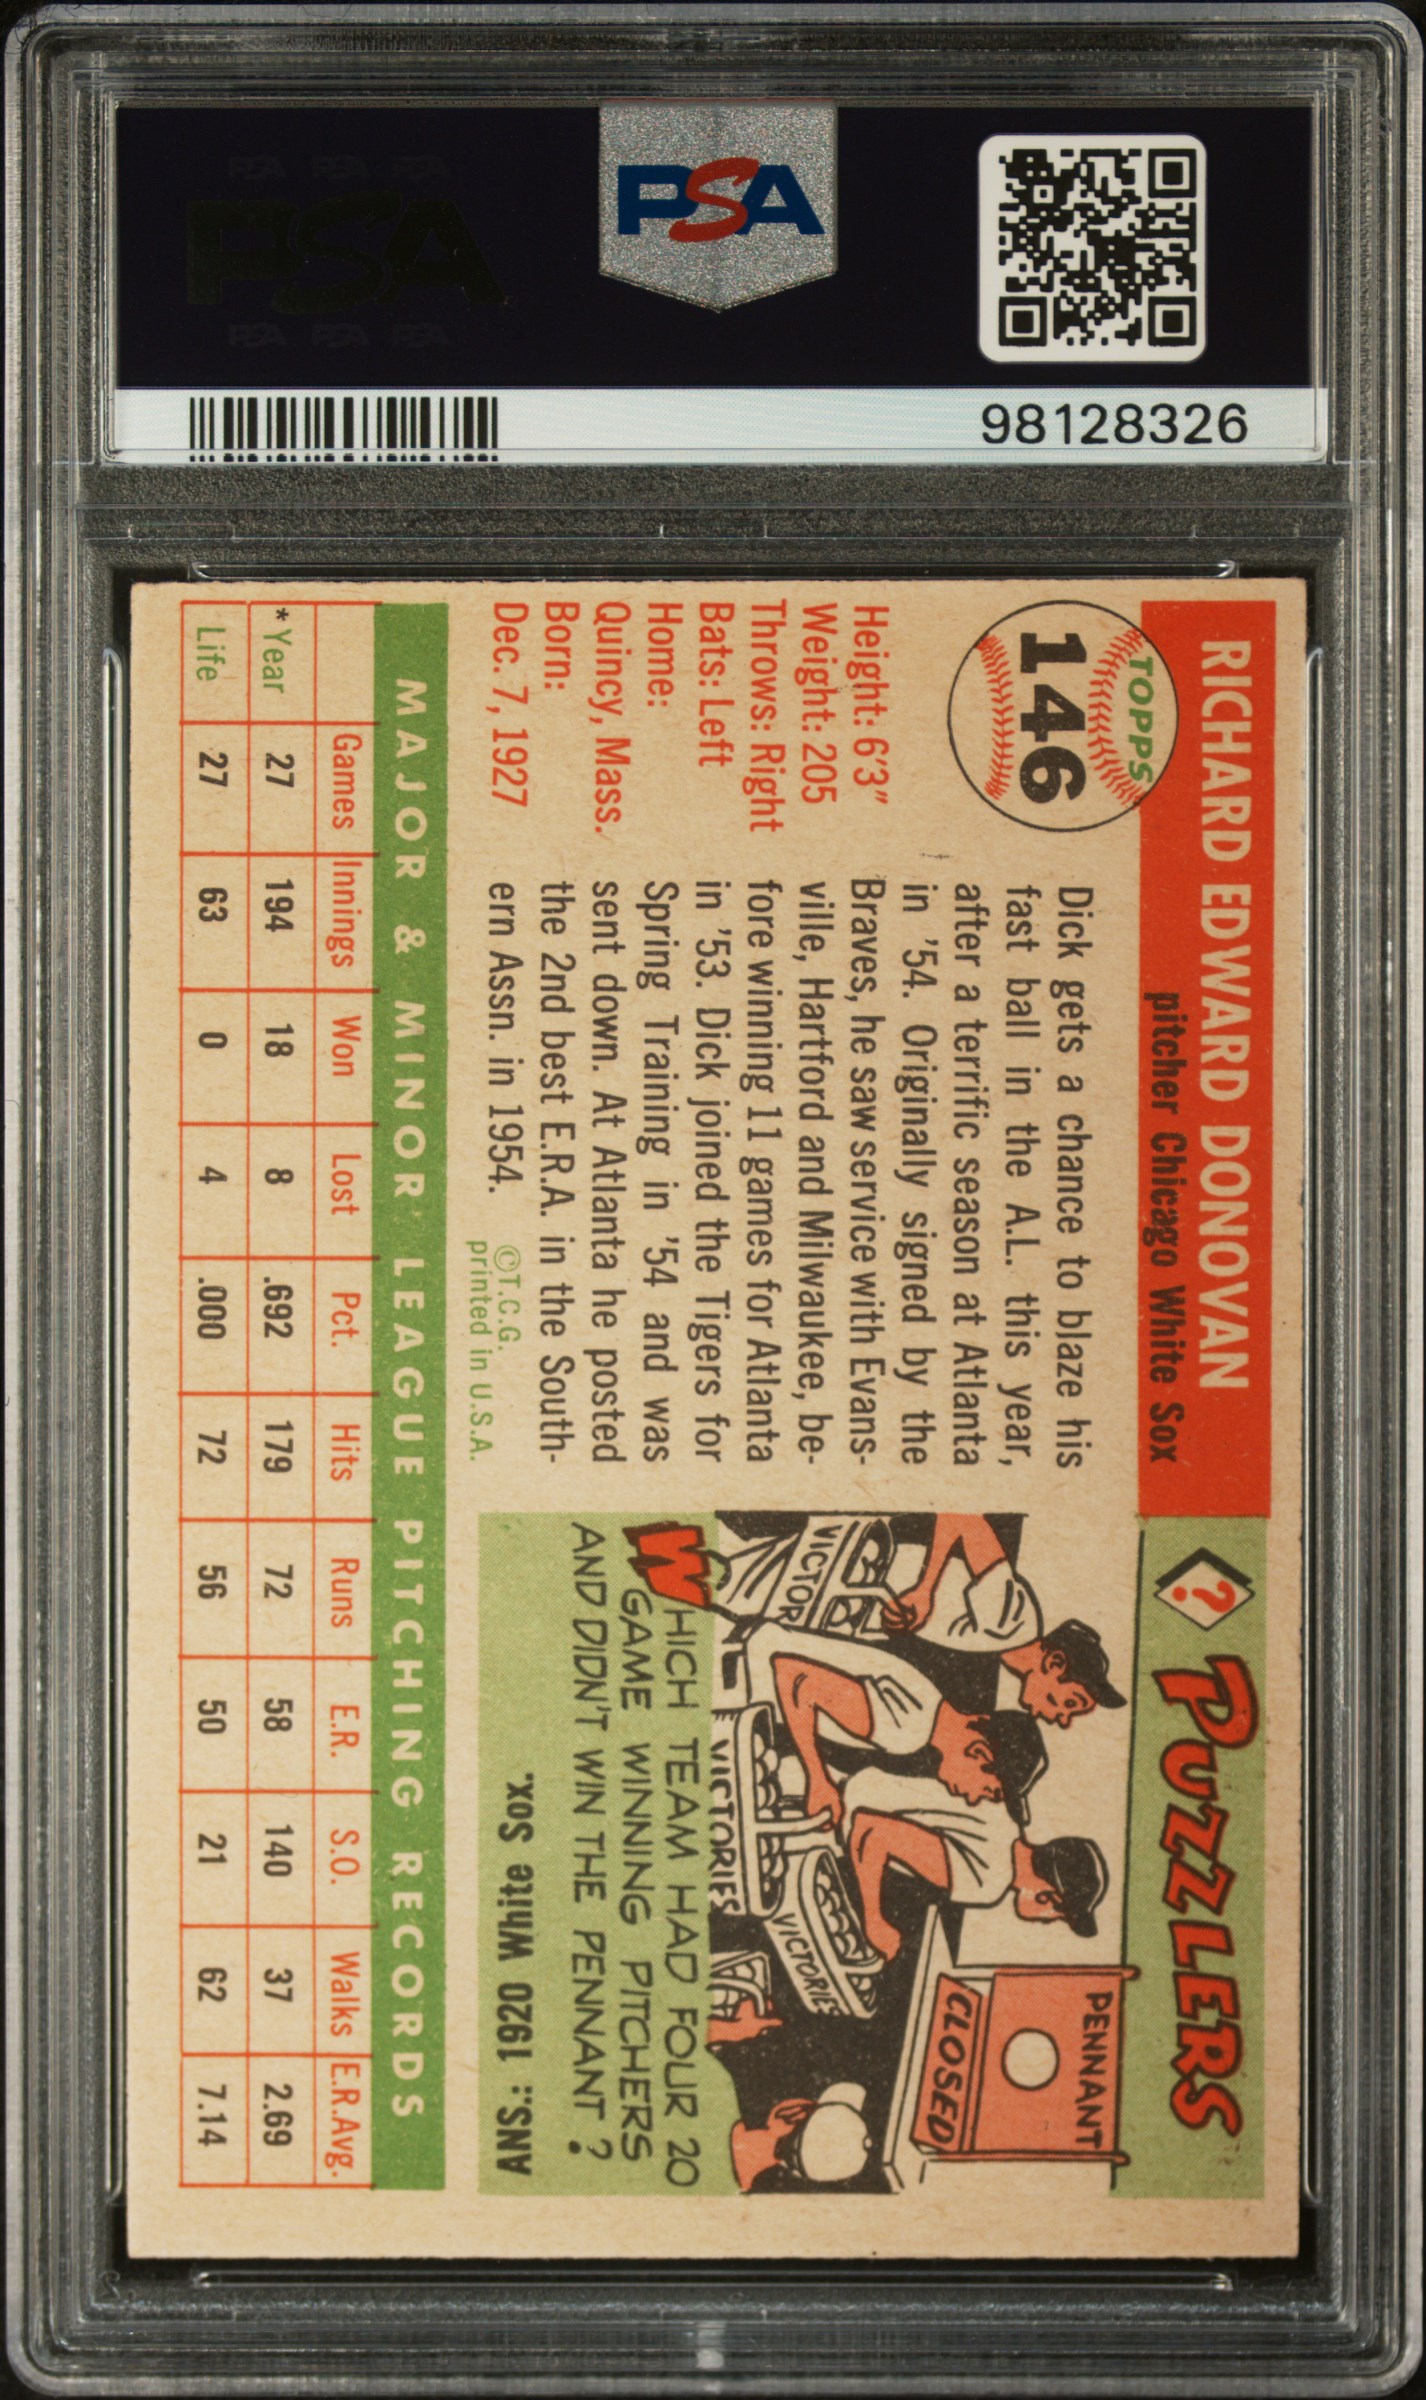 PSA
98128326
RICHARD EDWARD DONOVAN
pitcher Chicago White Sox
TOPPS
146
Height: 6'3"
Weight: 205
Throws: Right
Bats: Left
Home:
Quincy, Mass.
Born:
Dec. 7, 1927
Dick gets a chance to blaze his
fast ball in the A.L. this year,
after a terrific season at Atlanta
in '54. Originally signed by the
Braves, he saw service with Evans-
ville, Hartford and Milwaukee, be-
fore winning 11 games for Atlanta
in '53. Dick joined the Tigers for
Spring Training in '54 and was
sent down. At Atlanta he posted
the 2nd best E.R.A. in the South-
ern Assn. in 1954.
©T.C.G.
printed in U.S.A.
? PUZZLERS
PENNANT
CLOSED
VICTOR
VICTORIES
VICTORIES
WHICH TEAM HAD FOUR 20
GAME WINNING PITCHERS
AND DIDN'T WIN THE PENNANT?
ANS.: 1920 White Sox.
MAJOR & MINOR LEAGUE PITCHING RECORDS
Games Innings Won Lost Pct. Hits Runs E.R. S.O. Walks E.R.Avg.
*Year 27 194 18 8 .692 179 72 58 140 37 2.69
Life 27 63 0 4 .000 72 56 50 21 62 7.14